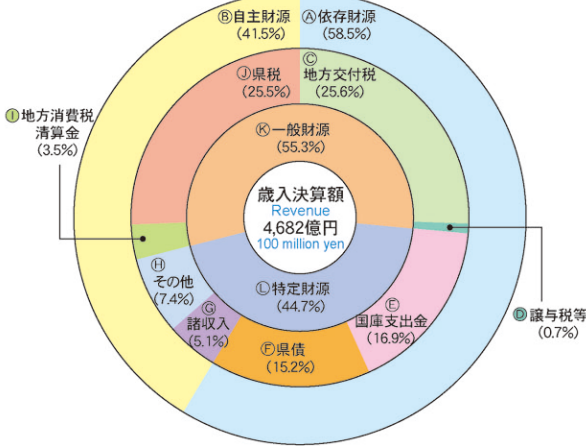 Ⓑ自主財源
(41.5%)
Ⓐ依存財源
(58.5%)
Ⓙ県税
(25.5%)
Ⓒ
地方交付税
(25.6%)
Ⓘ地方消費税
清算金
(3.5%)
Ⓚ一般財源
(55.3%)
歳入決算額
Revenue
4,682億円
100 million yen
Ⓗ
その他
(7.4%)
Ⓛ特定財源
(44.7%)
Ⓖ
諸収入
(5.1%)
Ⓔ
国庫支出金
(16.9%)
Ⓓ譲与税等
(0.7%)
Ⓕ県債
(15.2%)